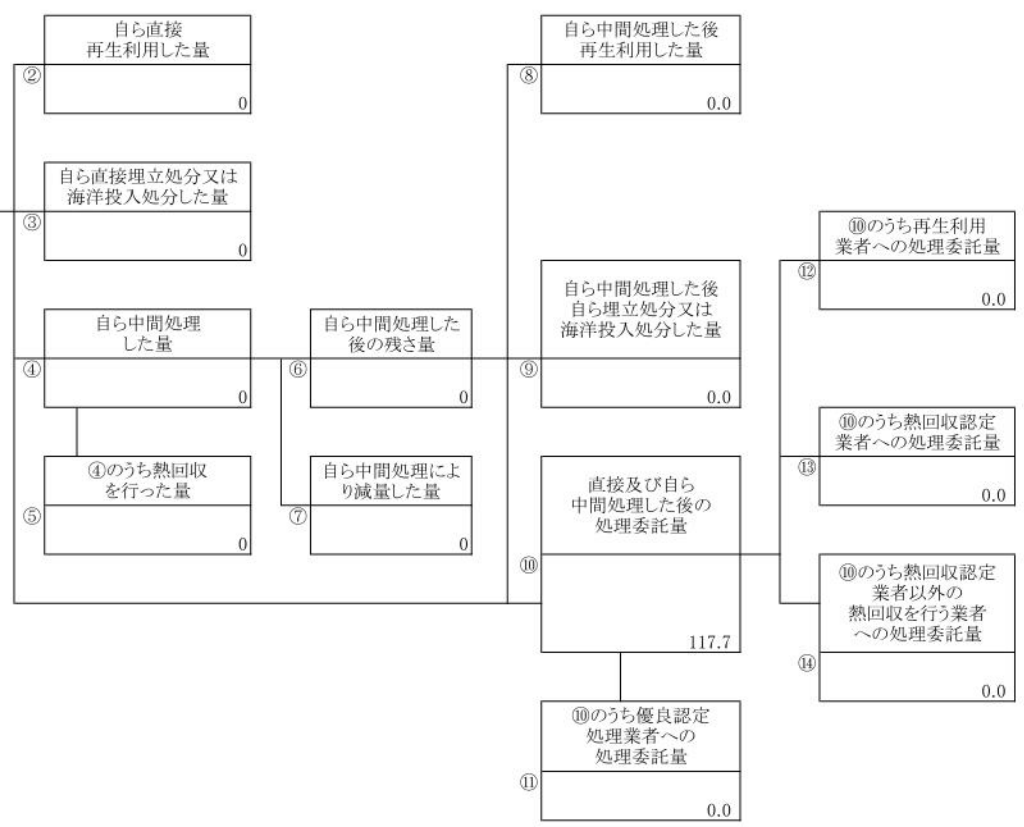 自ら直接
再生利用した量
②
0
自ら直接埋立処分又は
海洋投入処分した量
③
0
自ら中間処理
した量
④
0
④のうち熱回収
を行った量
⑤
0
自ら中間処理した
後の残さ量
⑥
0
自ら中間処理によ
り減量した量
⑦
0
自ら中間処理した後
再生利用した量
⑧
0.0
自ら中間処理した後
自ら埋立処分又は
海洋投入処分した量
⑨
0.0
直接及び自ら
中間処理した後の
処理委託量
⑩
117.7
⑩のうち優良認定
処理業者への
処理委託量
⑪
0.0
⑩のうち再生利用
業者への処理委託量
⑫
0.0
⑩のうち熱回収認定
業者への処理委託量
⑬
0.0
⑩のうち熱回収認定
業者以外の
熱回収を行う業者
への処理委託量
⑭
0.0